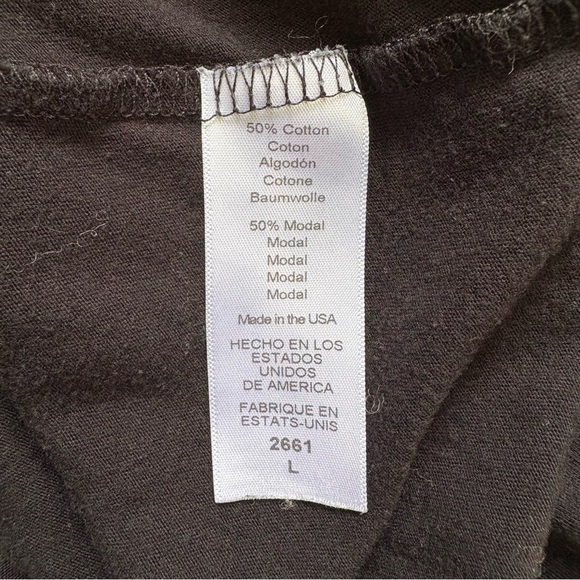 50% Cotton
Coton
Algodón
Cotone
Baumwolle
50% Modal
Modal
Modal
Modal
Modal
Made in the USA
HECHO EN LOS
ESTADOS
UNIDOS
DE AMERICA
FABRIQUE EN
ESTATS-UNIS
2661
L